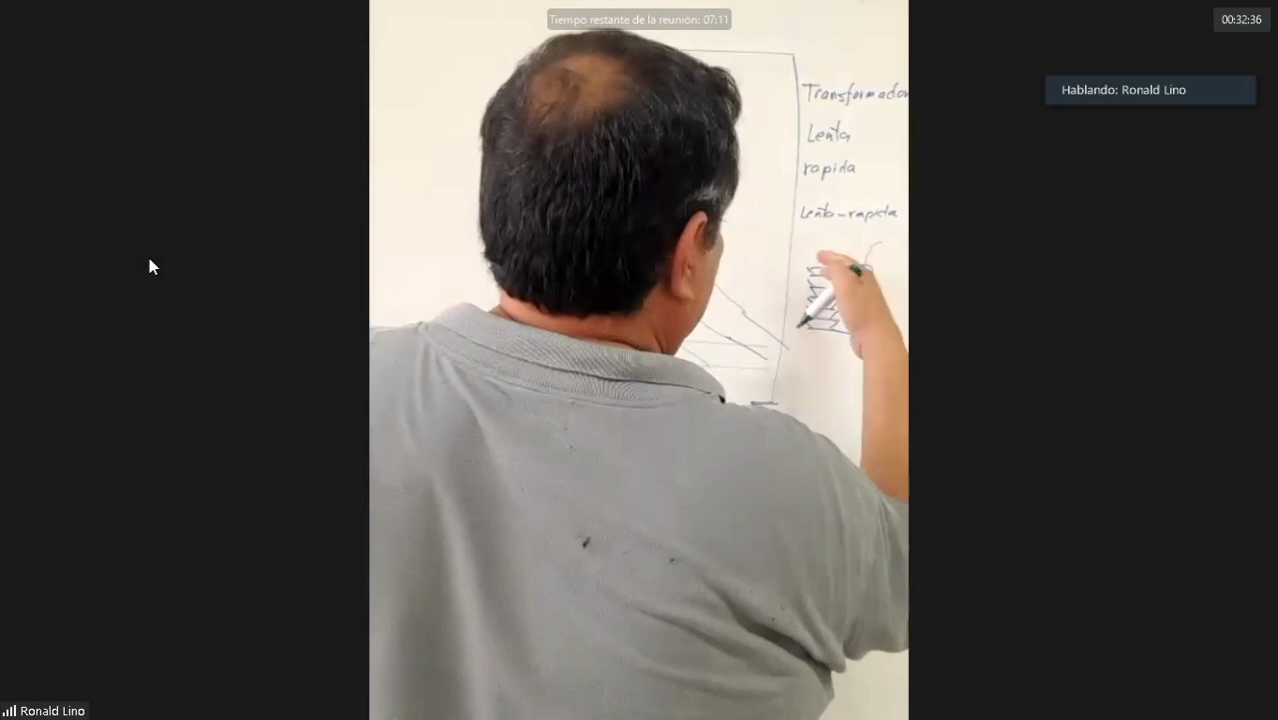 Tiempo restante de la reunión: 07:11
00:32:36
Hablando: Ronald Lino
Transformador
Lenta
rapida
Lenta-rapida
Ronald Lino